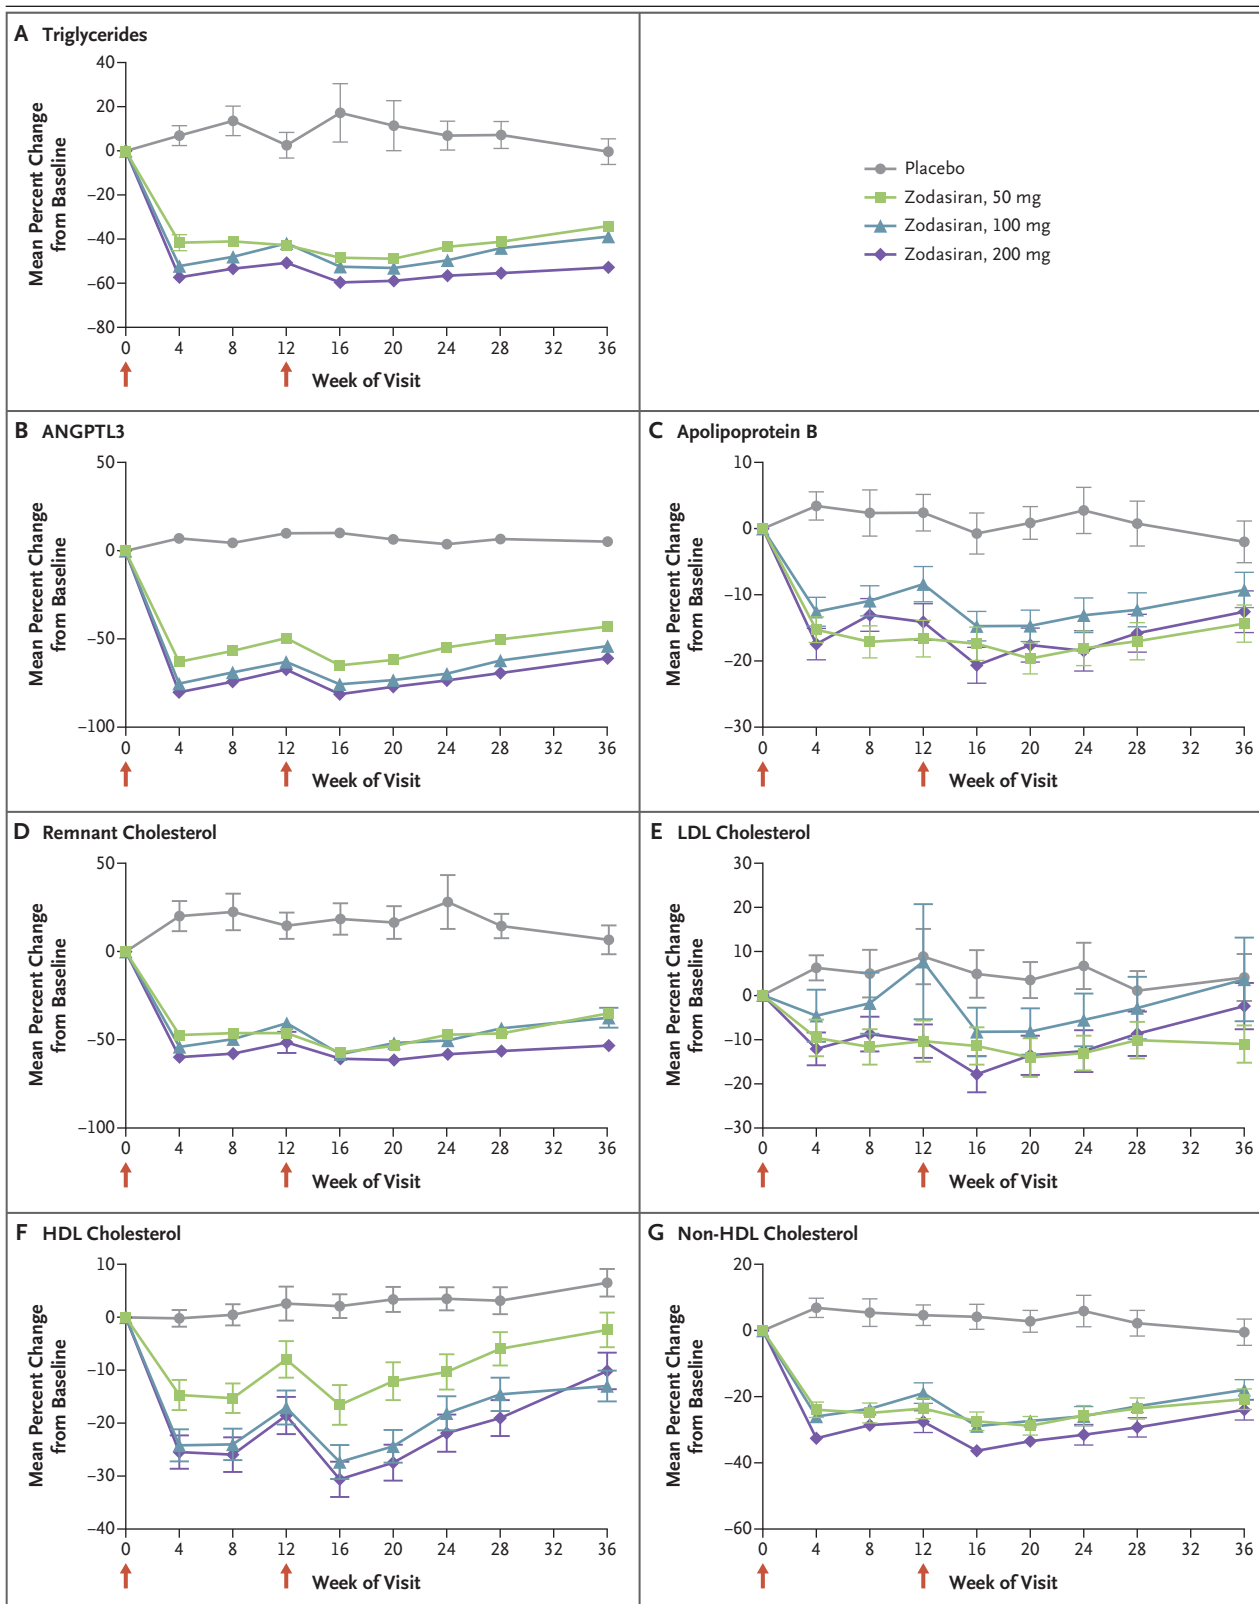 A Triglycerides
Mean Percent Change
from Baseline
40
20
0
–20
–40
–60
–80
0 4 8 12 16 20 24 28 32 36
Week of Visit
Placebo
Zodasiran, 50 mg
Zodasiran, 100 mg
Zodasiran, 200 mg
B ANGPTL3
Mean Percent Change
from Baseline
50
0
–50
–100
0 4 8 12 16 20 24 28 32 36
Week of Visit
C Apolipoprotein B
Mean Percent Change
from Baseline
10
0
–10
–20
–30
0 4 8 12 16 20 24 28 32 36
Week of Visit
D Remnant Cholesterol
Mean Percent Change
from Baseline
50
0
–50
–100
0 4 8 12 16 20 24 28 32 36
Week of Visit
E LDL Cholesterol
Mean Percent Change
from Baseline
30
20
10
0
–10
–20
–30
0 4 8 12 16 20 24 28 32 36
Week of Visit
F HDL Cholesterol
Mean Percent Change
from Baseline
10
0
–10
–20
–30
–40
0 4 8 12 16 20 24 28 32 36
Week of Visit
G Non-HDL Cholesterol
Mean Percent Change
from Baseline
20
0
–20
–40
–60
0 4 8 12 16 20 24 28 32 36
Week of Visit